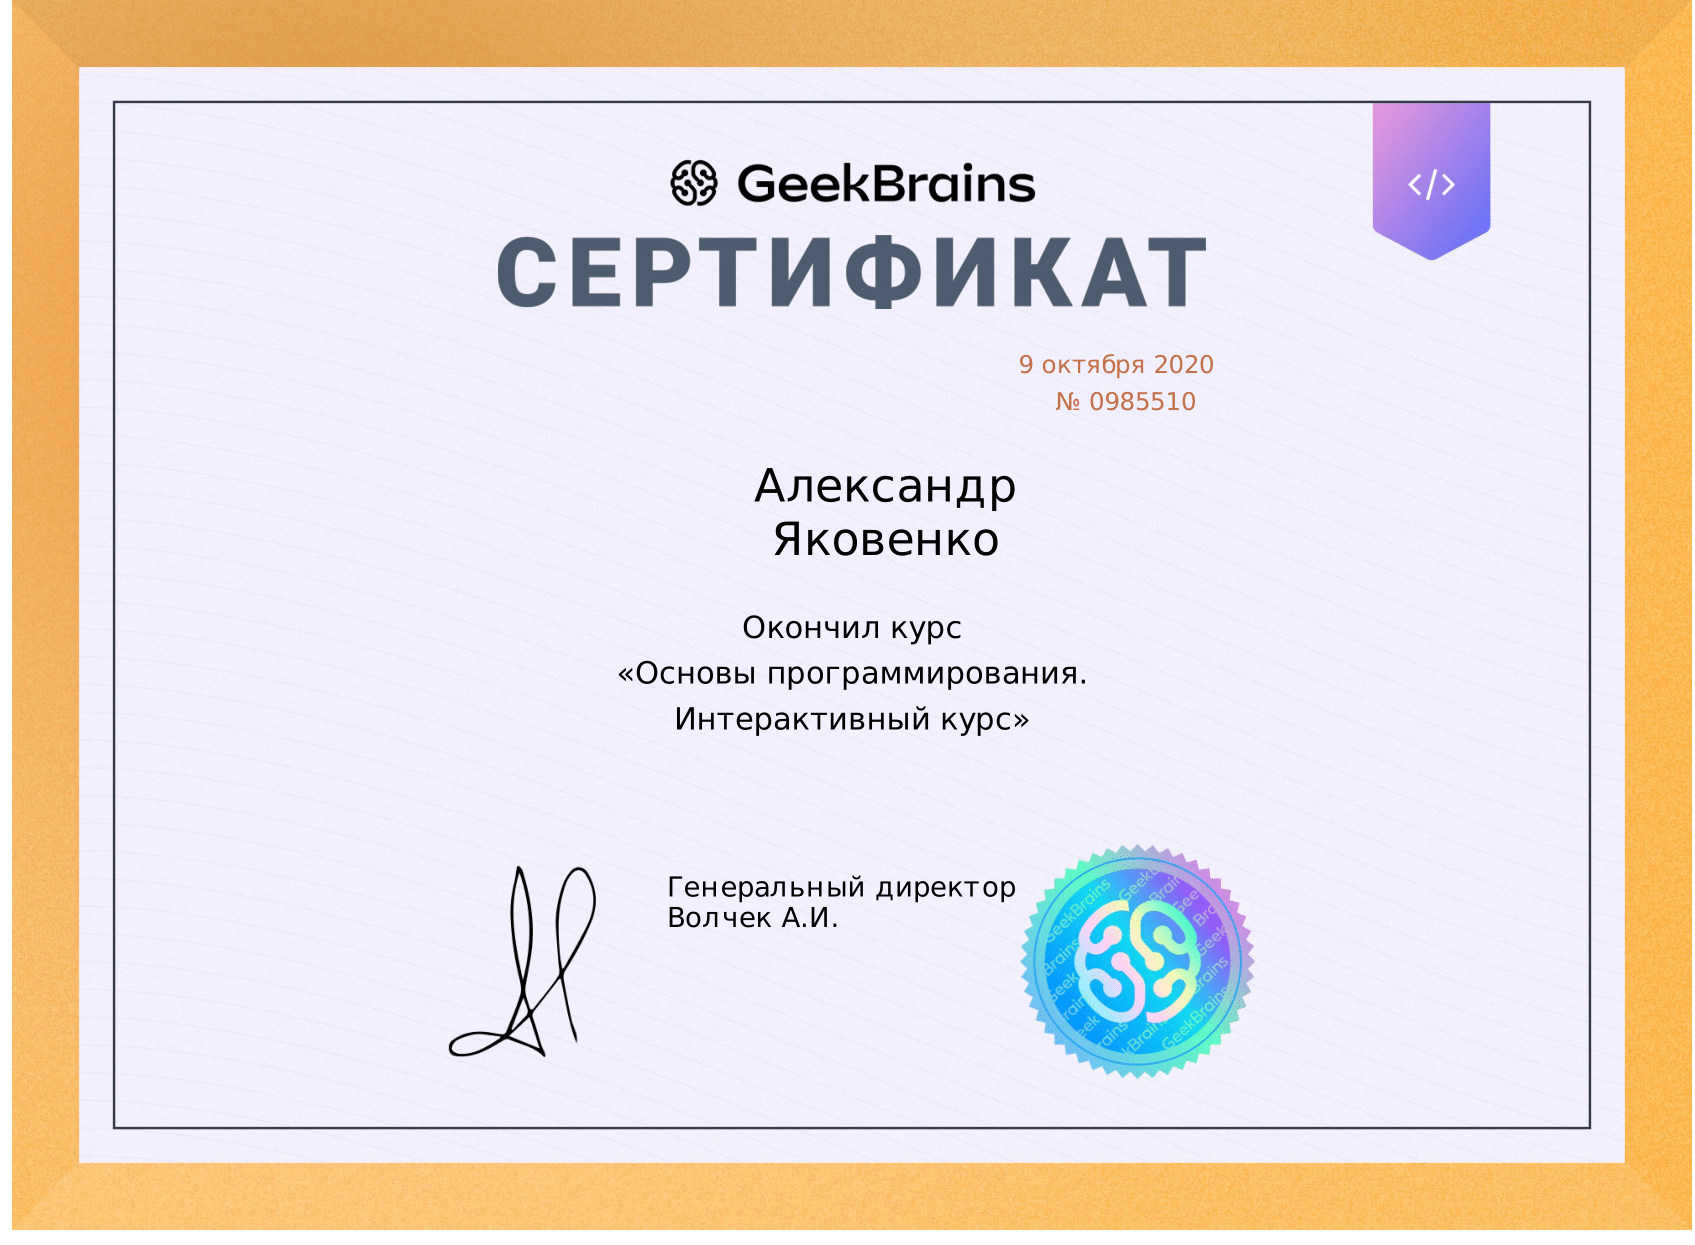 GeekBrains
</>
СЕРТИФИКАТ
9 октября 2020
№ 0985510
Александр
Яковенко
Окончил курс
«Основы программирования.
Интерактивный курс»
Генеральный директор
Волчек А.И.